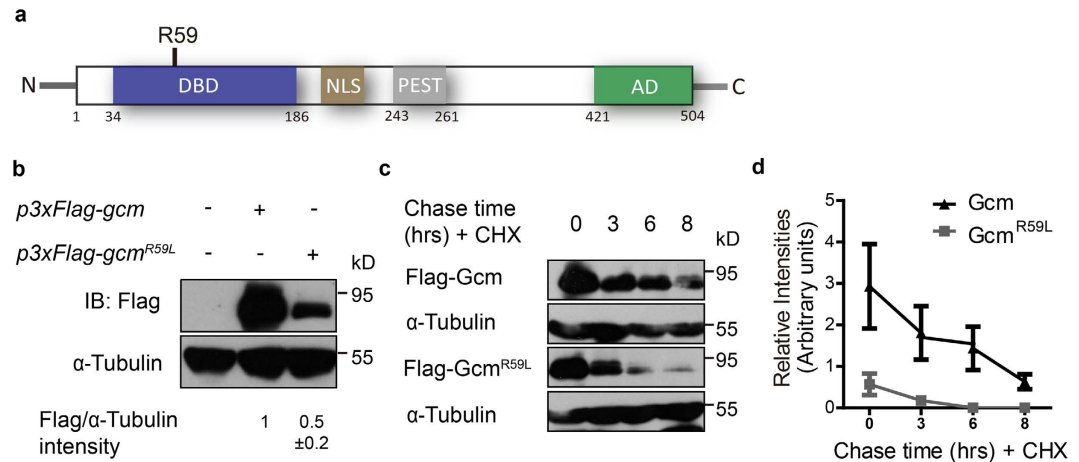 a
R59
N DBD NLS PEST AD C
1 34 186 243 261 421 504
b
p3xFlag-gcm - + -
p3xFlag-gcmR59L - - +
kD
IB: Flag 95
α-Tubulin 55
Flag/α-Tubulin 1 0.5
intensity ±0.2
c
Chase time
(hrs) + CHX 0 3 6 8
kD
Flag-Gcm 95
α-Tubulin 55
Flag-GcmR59L 95
α-Tubulin 55
d
Relative Intensities
(Arbitrary units)
5
4
3
2
1
0
Gcm
GcmR59L
0 3 6 8
Chase time (hrs) + CHX